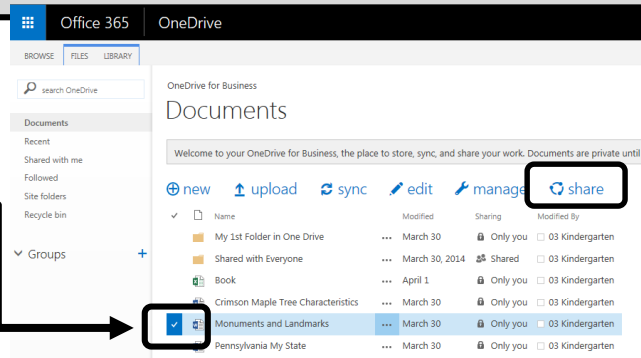 Office 365 OneDrive
BROWSE FILES LIBRARY
search OneDrive
Documents
Recent
Shared with me
Followed
Site folders
Recycle bin
Groups +
OneDrive for Business
Documents
Welcome to your OneDrive for Business, the place to store, sync, and share your work. Documents are private until
new upload sync edit manage share
Name Modified Sharing Modified By
My 1st Folder in One Drive ... March 30 Only you 03 Kindergarten
Shared with Everyone ... March 30, 2014 Shared 03 Kindergarten
Book ... April 1 Only you 03 Kindergarten
Crimson Maple Tree Characteristics ... March 30 Only you 03 Kindergarten
Monuments and Landmarks ... March 30 Only you 03 Kindergarten
Pennsylvania My State ... March 30 Only you 03 Kindergarten